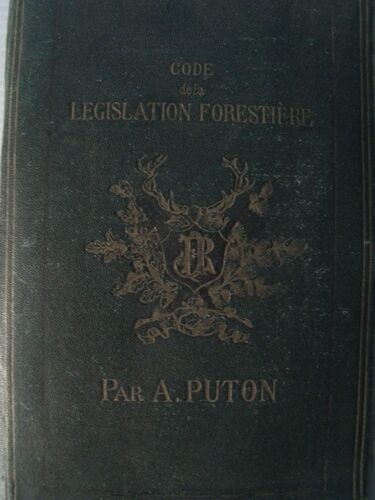 CODE
de la
LEGISLATION FORESTIÈRE
PAR A. PUTON